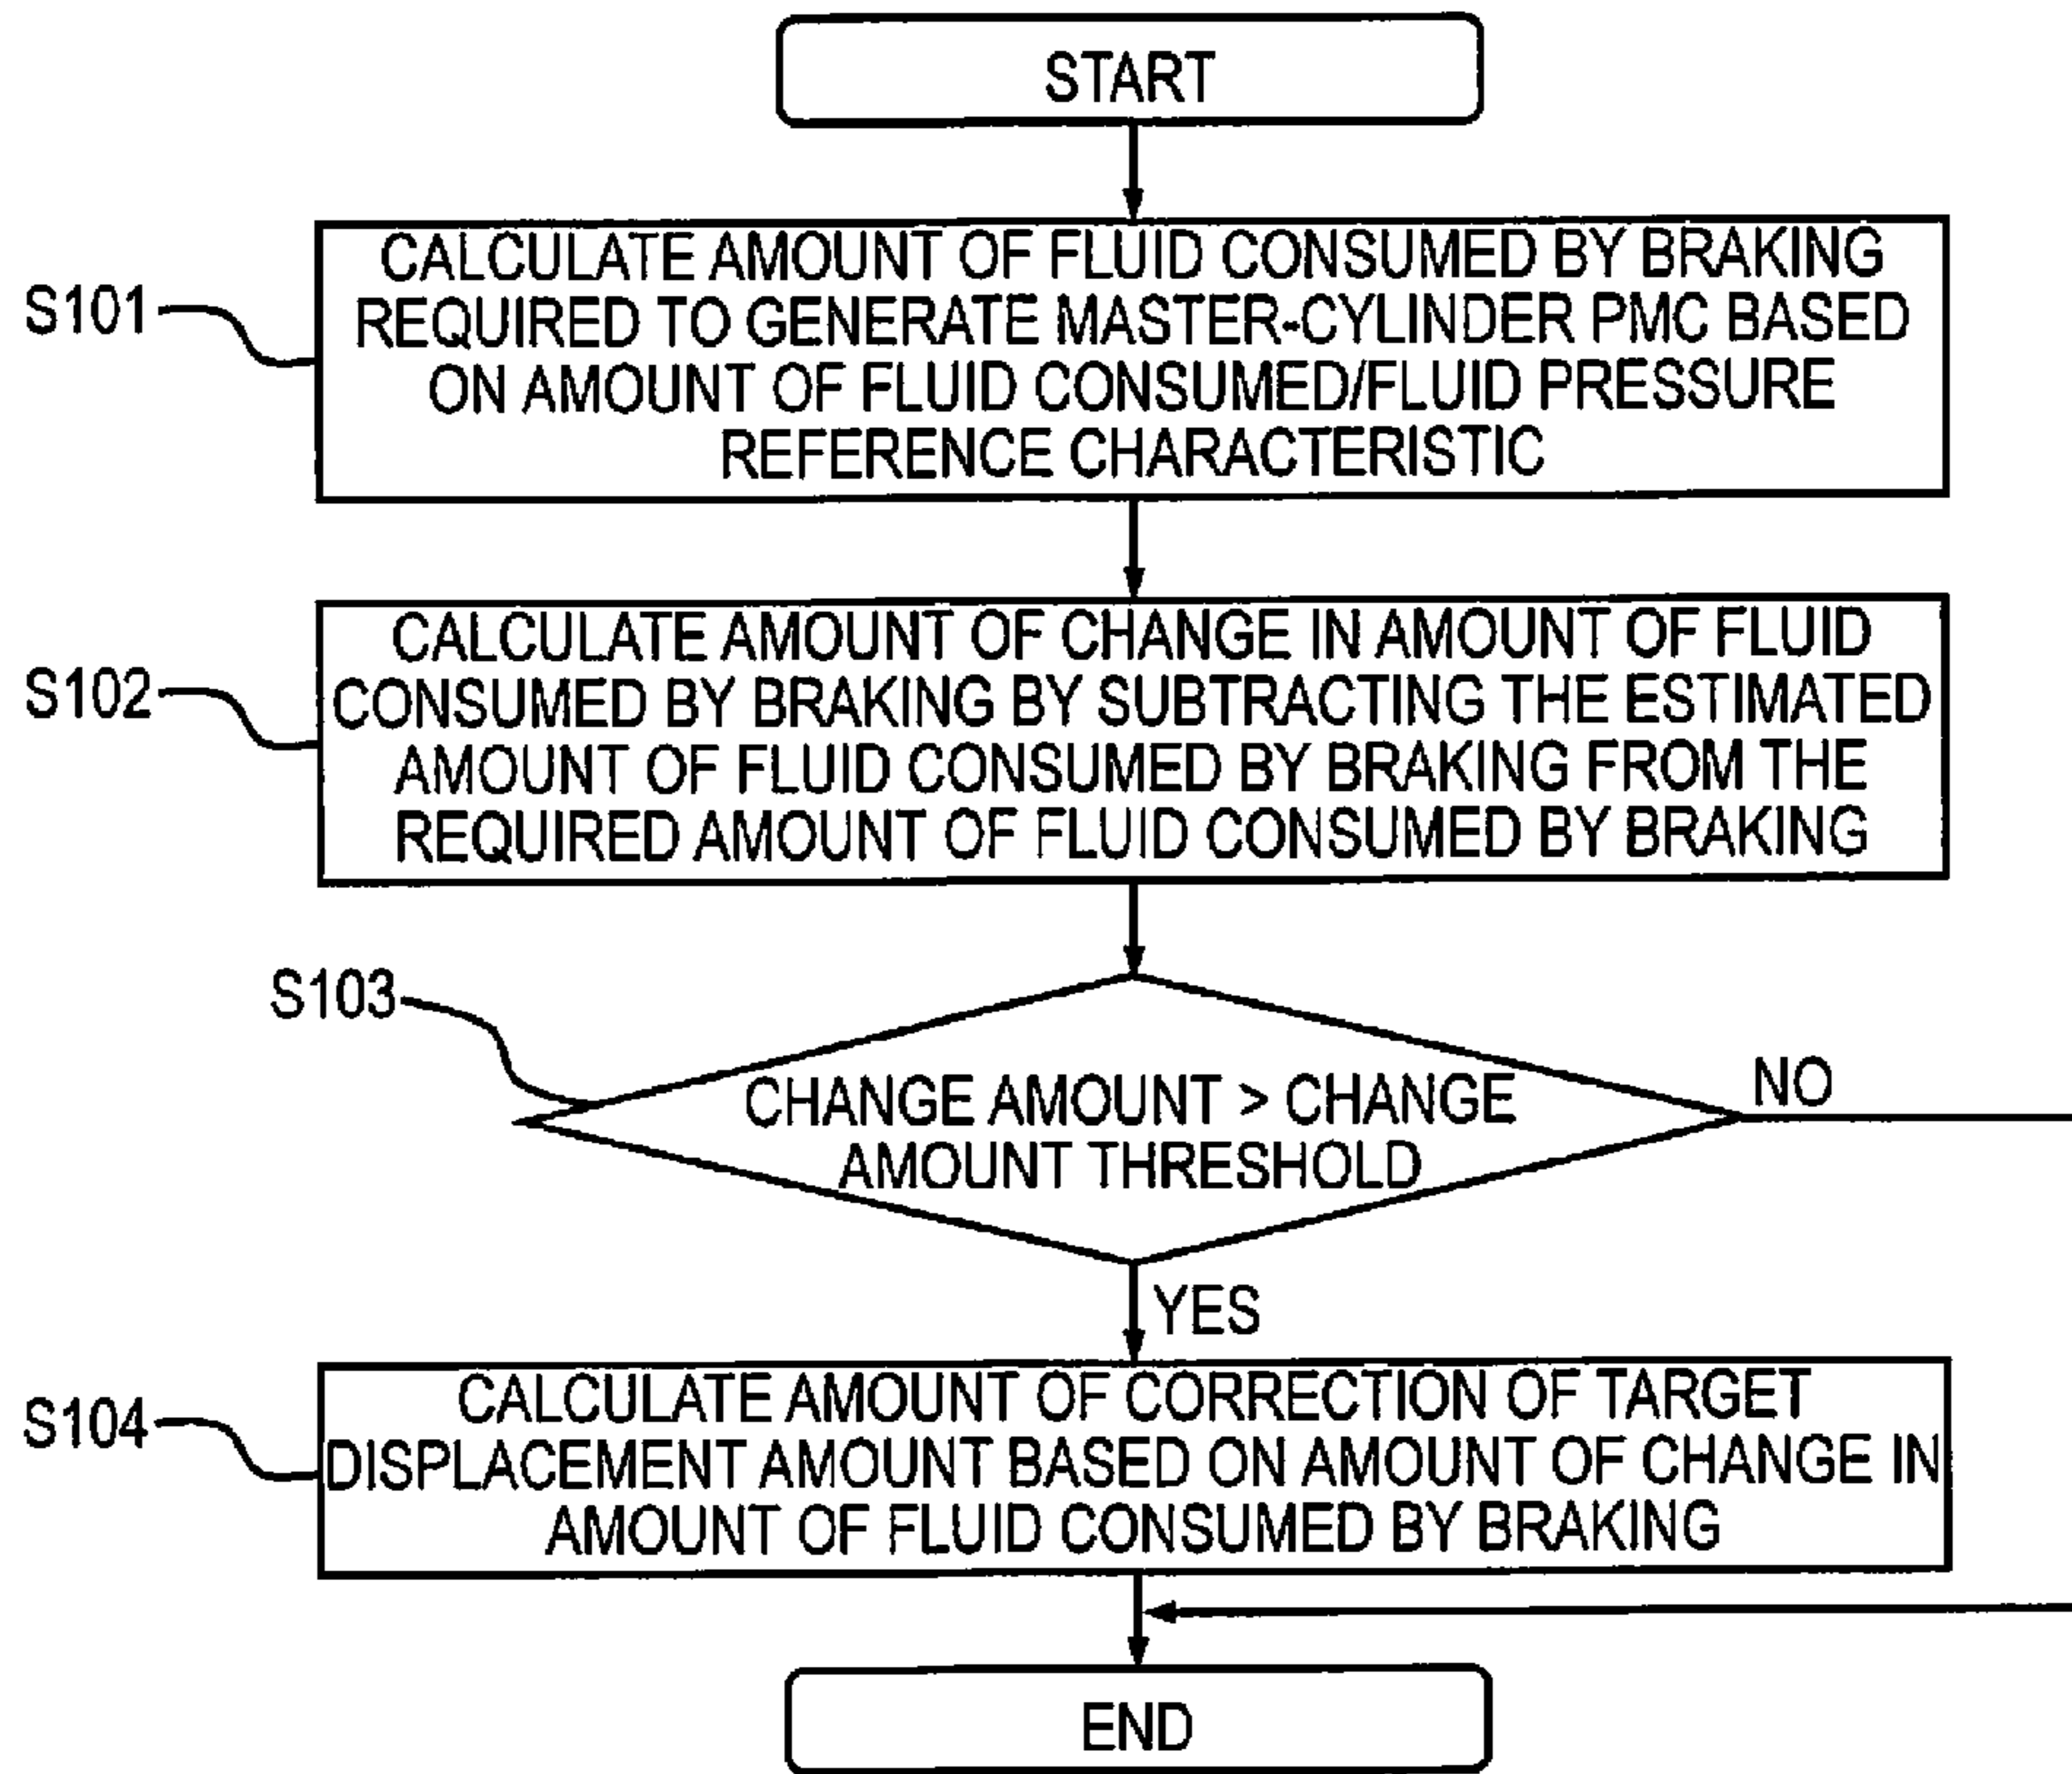 START
S101
CALCULATE AMOUNT OF FLUID CONSUMED BY BRAKING
REQUIRED TO GENERATE MASTER-CYLINDER PMC BASED
ON AMOUNT OF FLUID CONSUMED/FLUID PRESSURE
REFERENCE CHARACTERISTIC
S102
CALCULATE AMOUNT OF CHANGE IN AMOUNT OF FLUID
CONSUMED BY BRAKING BY SUBTRACTING THE ESTIMATED
AMOUNT OF FLUID CONSUMED BY BRAKING FROM THE
REQUIRED AMOUNT OF FLUID CONSUMED BY BRAKING
S103
CHANGE AMOUNT > CHANGE
AMOUNT THRESHOLD
NO
YES
S104
CALCULATE AMOUNT OF CORRECTION OF TARGET
DISPLACEMENT AMOUNT BASED ON AMOUNT OF CHANGE IN
AMOUNT OF FLUID CONSUMED BY BRAKING
END